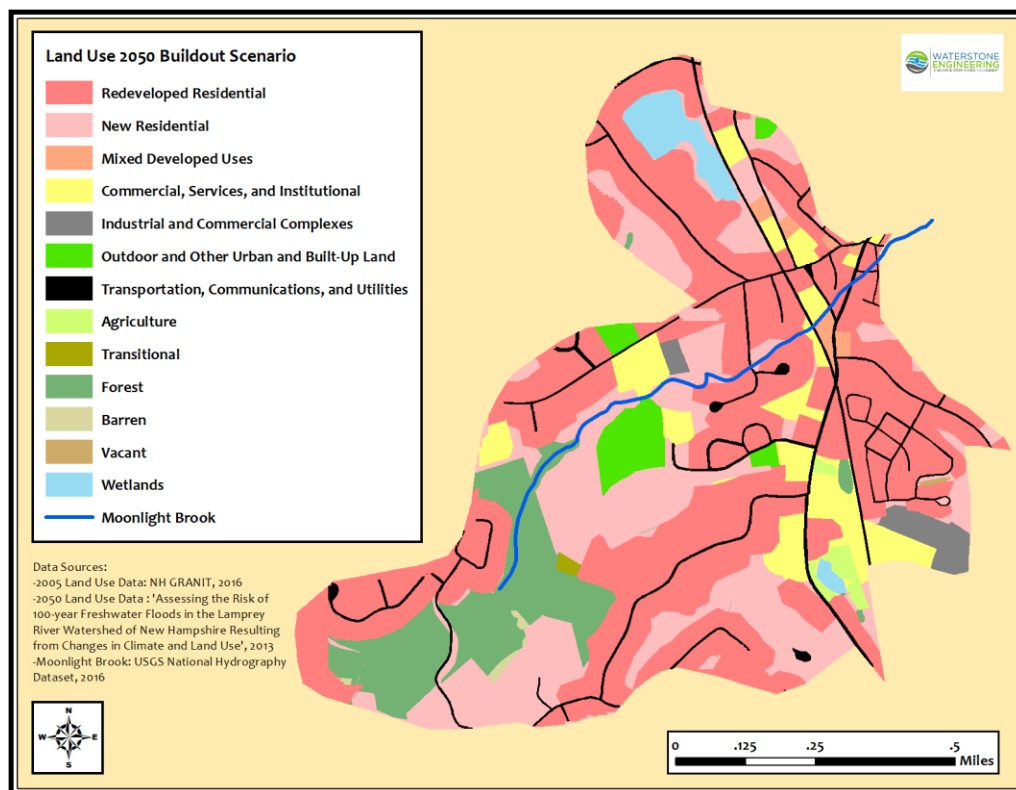 Land Use 2050 Buildout Scenario
Redeveloped Residential
New Residential
Mixed Developed Uses
Commercial, Services, and Institutional
Industrial and Commercial Complexes
Outdoor and Other Urban and Built-Up Land
Transportation, Communications, and Utilities
Agriculture
Transitional
Forest
Barren
Vacant
Wetlands
Moonlight Brook
WATERSTONE
ENGINEERING
Data Sources:
-2005 Land Use Data: NH GRANIT, 2016
-2050 Land Use Data : 'Assessing the Risk of
100-year Freshwater Floods in the Lamprey
River Watershed of New Hampshire Resulting
from Changes in Climate and Land Use', 2013
-Moonlight Brook: USGS National Hydrography
Dataset, 2016
N
W E
S
0 .125 .25 .5
Miles